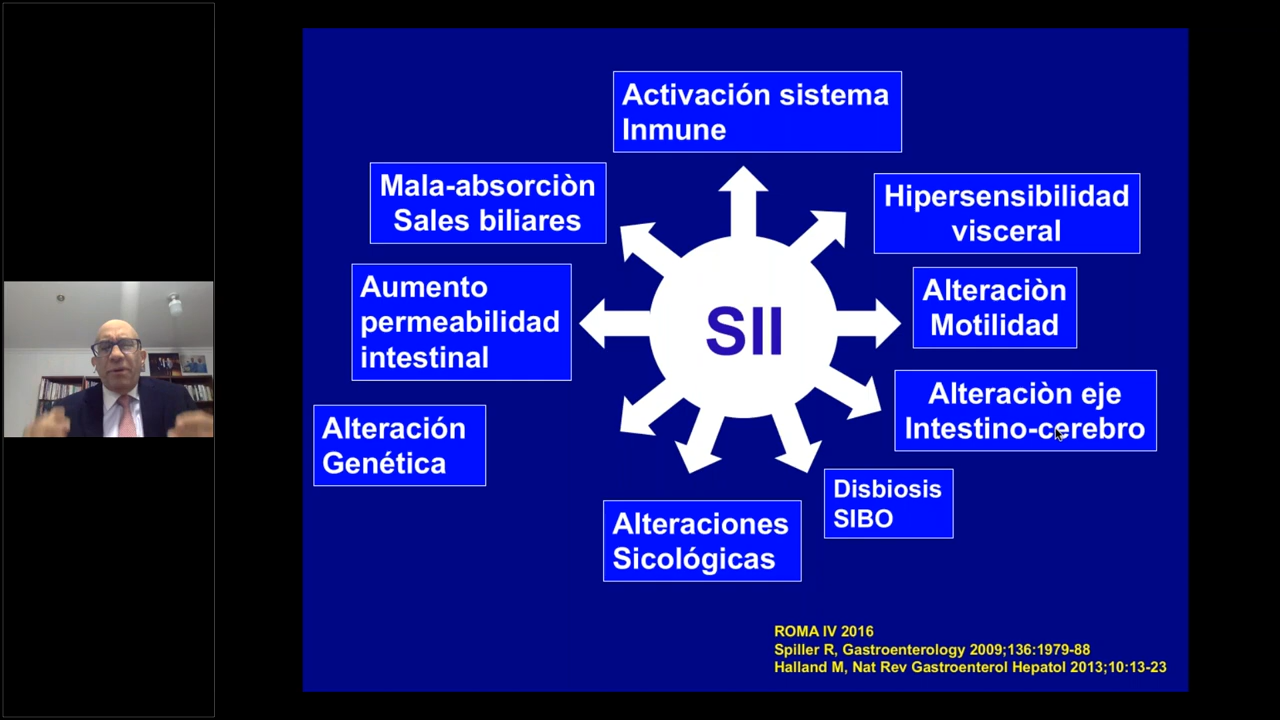 Activación sistema
Inmune
Mala-absorciòn
Sales biliares
Hipersensibilidad
visceral
Aumento
permeabilidad
intestinal
SII
Alteraciòn
Motilidad
Alteraciòn eje
Intestino-cerebro
Alteración
Genética
Disbiosis
SIBO
Alteraciones
Sicológicas
ROMA IV 2016
Spiller R, Gastroenterology 2009;136:1979-88
Halland M, Nat Rev Gastroenterol Hepatol 2013;10:13-23